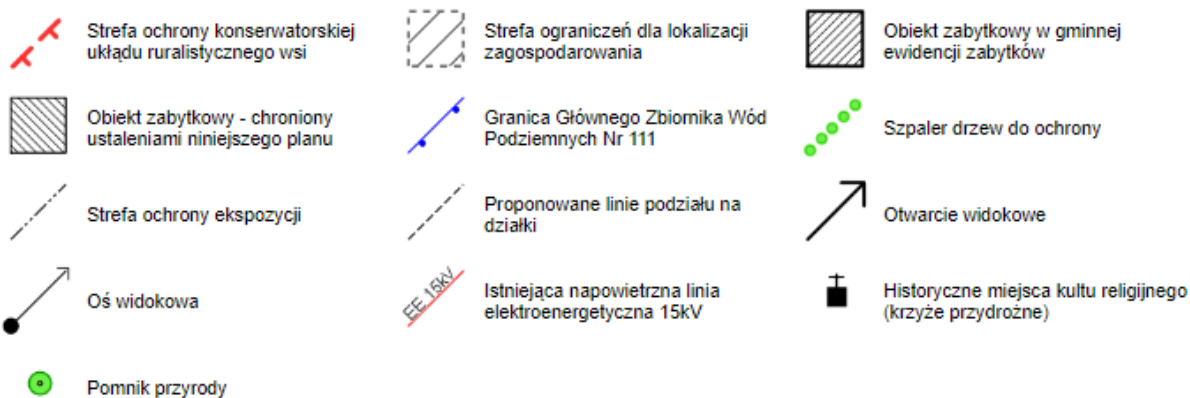 Strefa ochrony konserwatorskiej
układu ruralistycznego wsi
Strefa ograniczeń dla lokalizacji
zagospodarowania
Obiekt zabytkowy w gminnej
ewidencji zabytków
Obiekt zabytkowy - chroniony
ustaleniami niniejszego planu
Granica Głównego Zbiornika Wód
Podziemnych Nr 111
Szpaler drzew do ochrony
Strefa ochrony ekspozycji
Proponowane linie podziału na
działki
Otwarcie widokowe
Oś widokowa
EE 15kV
Istniejąca napowietrzna linia
elektroenergetyczna 15kV
Historyczne miejsca kultu religijnego
(krzyże przydrożne)
Pomnik przyrody